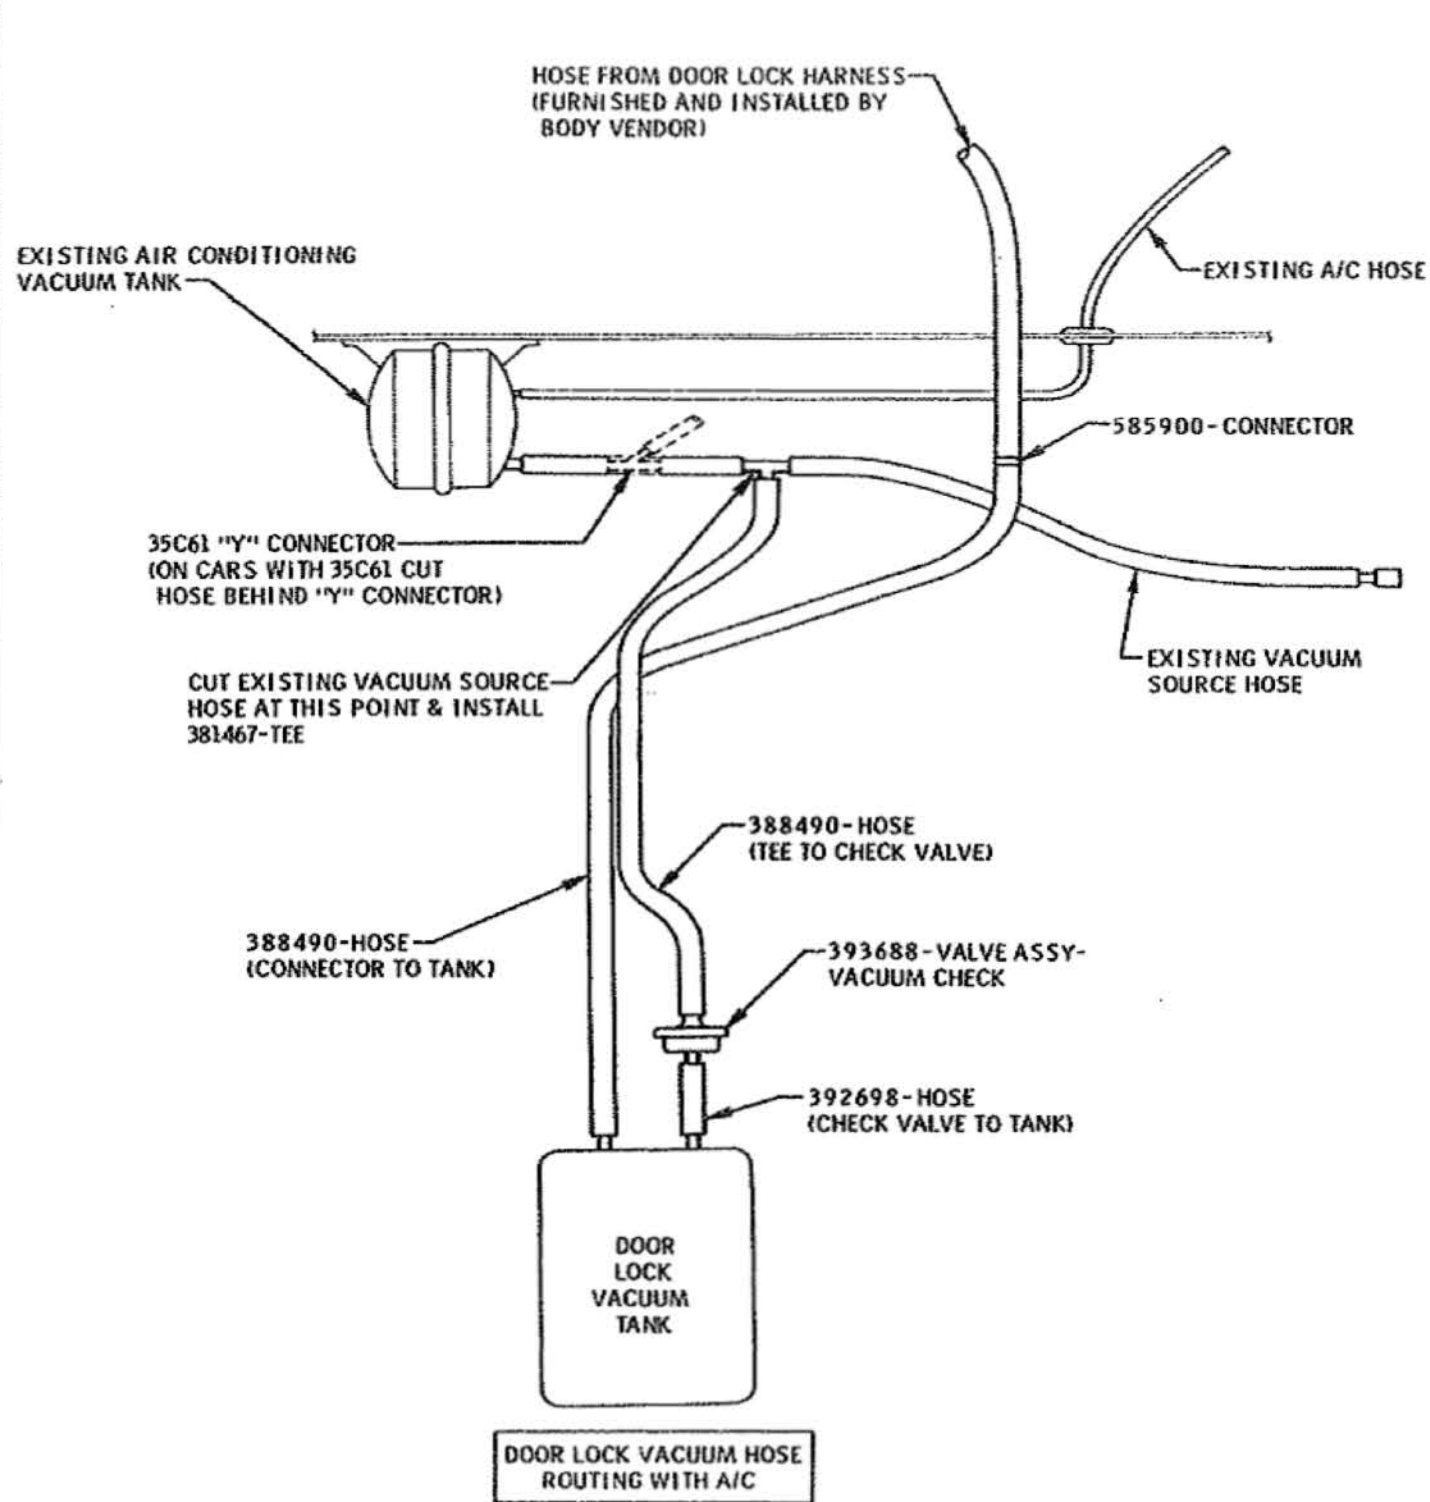 HOSE FROM DOOR LOCK HARNESS
(FURNISHED AND INSTALLED BY
BODY VENDOR)
EXISTING AIR CONDITIONING
VACUUM TANK
EXISTING A/C HOSE
585900-CONNECTOR
35C61 "Y" CONNECTOR
(ON CARS WITH 35C61 CUT
HOSE BEHIND "Y" CONNECTOR)
EXISTING VACUUM
SOURCE HOSE
CUT EXISTING VACUUM SOURCE
HOSE AT THIS POINT & INSTALL
381467-TEE
388490-HOSE
(TEE TO CHECK VALVE)
388490-HOSE
(CONNECTOR TO TANK)
393688-VALVE ASSY-
VACUUM CHECK
392698-HOSE
(CHECK VALVE TO TANK)
DOOR
LOCK
VACUUM
TANK
DOOR LOCK VACUUM HOSE
ROUTING WITH A/C